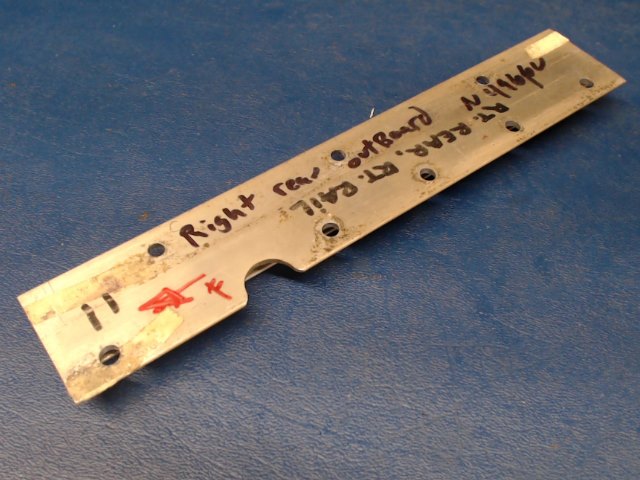 Right rear outBoard
RT. REAR. RT. RAIL
11